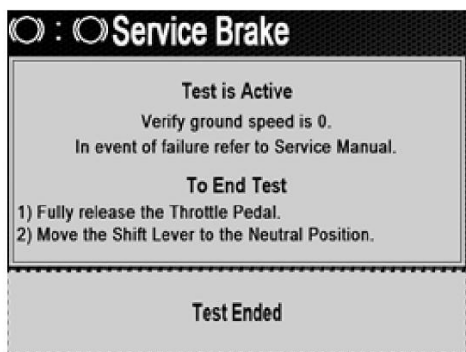 : Service Brake
Test is Active
Verify ground speed is 0.
In event of failure refer to Service Manual.
To End Test
1) Fully release the Throttle Pedal.
2) Move the Shift Lever to the Neutral Position.
Test Ended